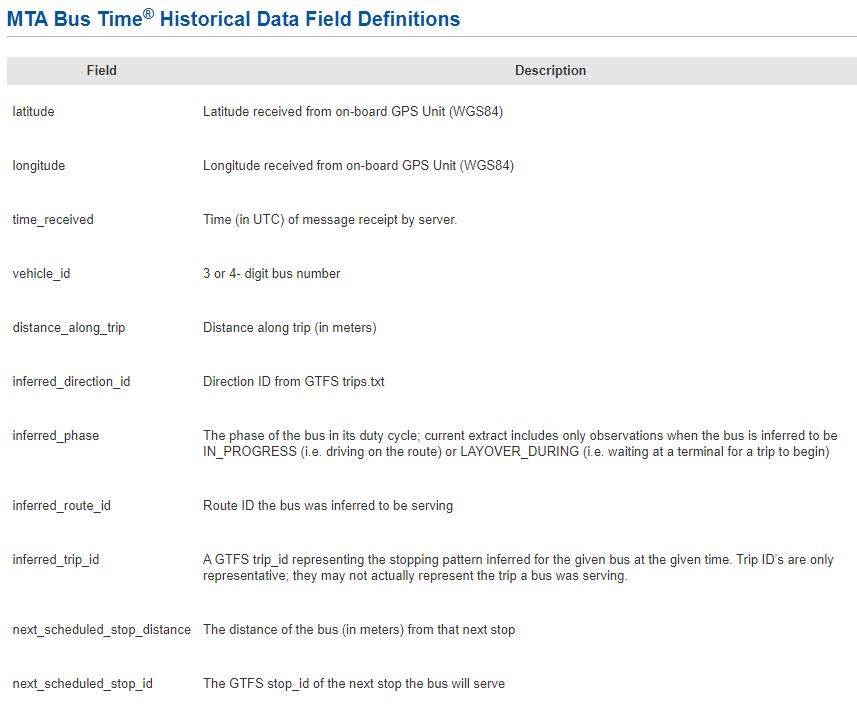 MTA Bus Time® Historical Data Field Definitions
Field Description
latitude Latitude received from on-board GPS Unit (WGS84)
longitude Longitude received from on-board GPS Unit (WGS84)
time_received Time (in UTC) of message receipt by server.
vehicle_id 3 or 4- digit bus number
distance_along_trip Distance along trip (in meters)
inferred_direction_id Direction ID from GTFS trips.txt
inferred_phase The phase of the bus in its duty cycle; current extract includes only observations when the bus is inferred to be
IN_PROGRESS (i.e. driving on the route) or LAYOVER_DURING (i.e. waiting at a terminal for a trip to begin)
inferred_route_id Route ID the bus was inferred to be serving
inferred_trip_id A GTFS trip_id representing the stopping pattern inferred for the given bus at the given time. Trip ID’s are only
representative; they may not actually represent the trip a bus was serving.
next_scheduled_stop_distance The distance of the bus (in meters) from that next stop
next_scheduled_stop_id The GTFS stop_id of the next stop the bus will serve